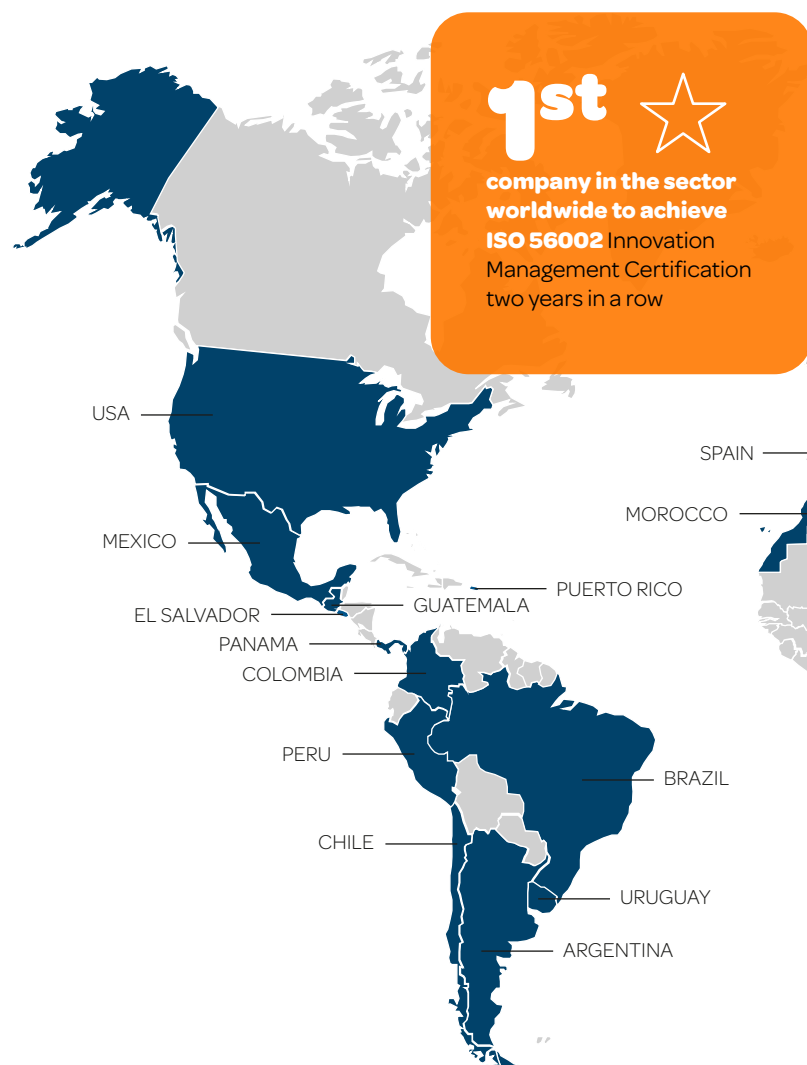 1st
company in the sector
worldwide to achieve
ISO 56002 Innovation
Management Certification
two years in a row
USA
SPAIN
MOROCCO
MEXICO
PUERTO RICO
GUATEMALA
EL SALVADOR
PANAMA
COLOMBIA
PERU
BRAZIL
CHILE
URUGUAY
ARGENTINA